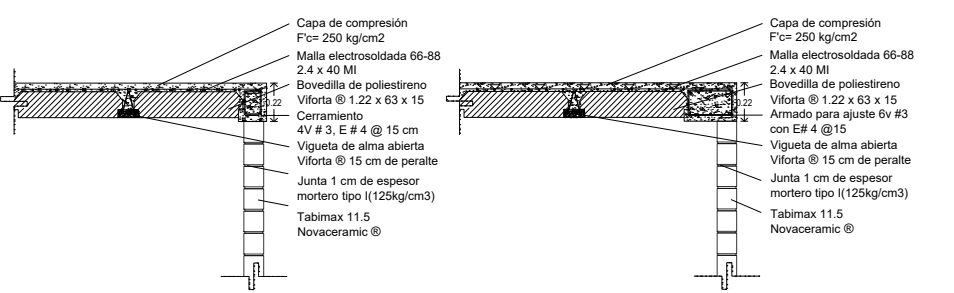 Capa de compresión
F'c= 250 kg/cm2
Malla electrosoldada 66-88
2.4 x 40 Ml
Bovedilla de poliestireno
Viforta ® 1.22 x 63 x 15
0.22
Cerramiento
4V # 3, E # 4 @ 15 cm
Vigueta de alma abierta
Viforta ® 15 cm de peralte
Junta 1 cm de espesor
mortero tipo I(125kg/cm3)
Tabimax 11.5
Novaceramic ®
Capa de compresión
F'c= 250 kg/cm2
Malla electrosoldada 66-88
2.4 x 40 Ml
Bovedilla de poliestireno
Viforta ® 1.22 x 63 x 15
0.22
Armado para ajuste 6v #3
con E# 4 @15
Vigueta de alma abierta
Viforta ® 15 cm de peralte
Junta 1 cm de espesor
mortero tipo I(125kg/cm3)
Tabimax 11.5
Novaceramic ®